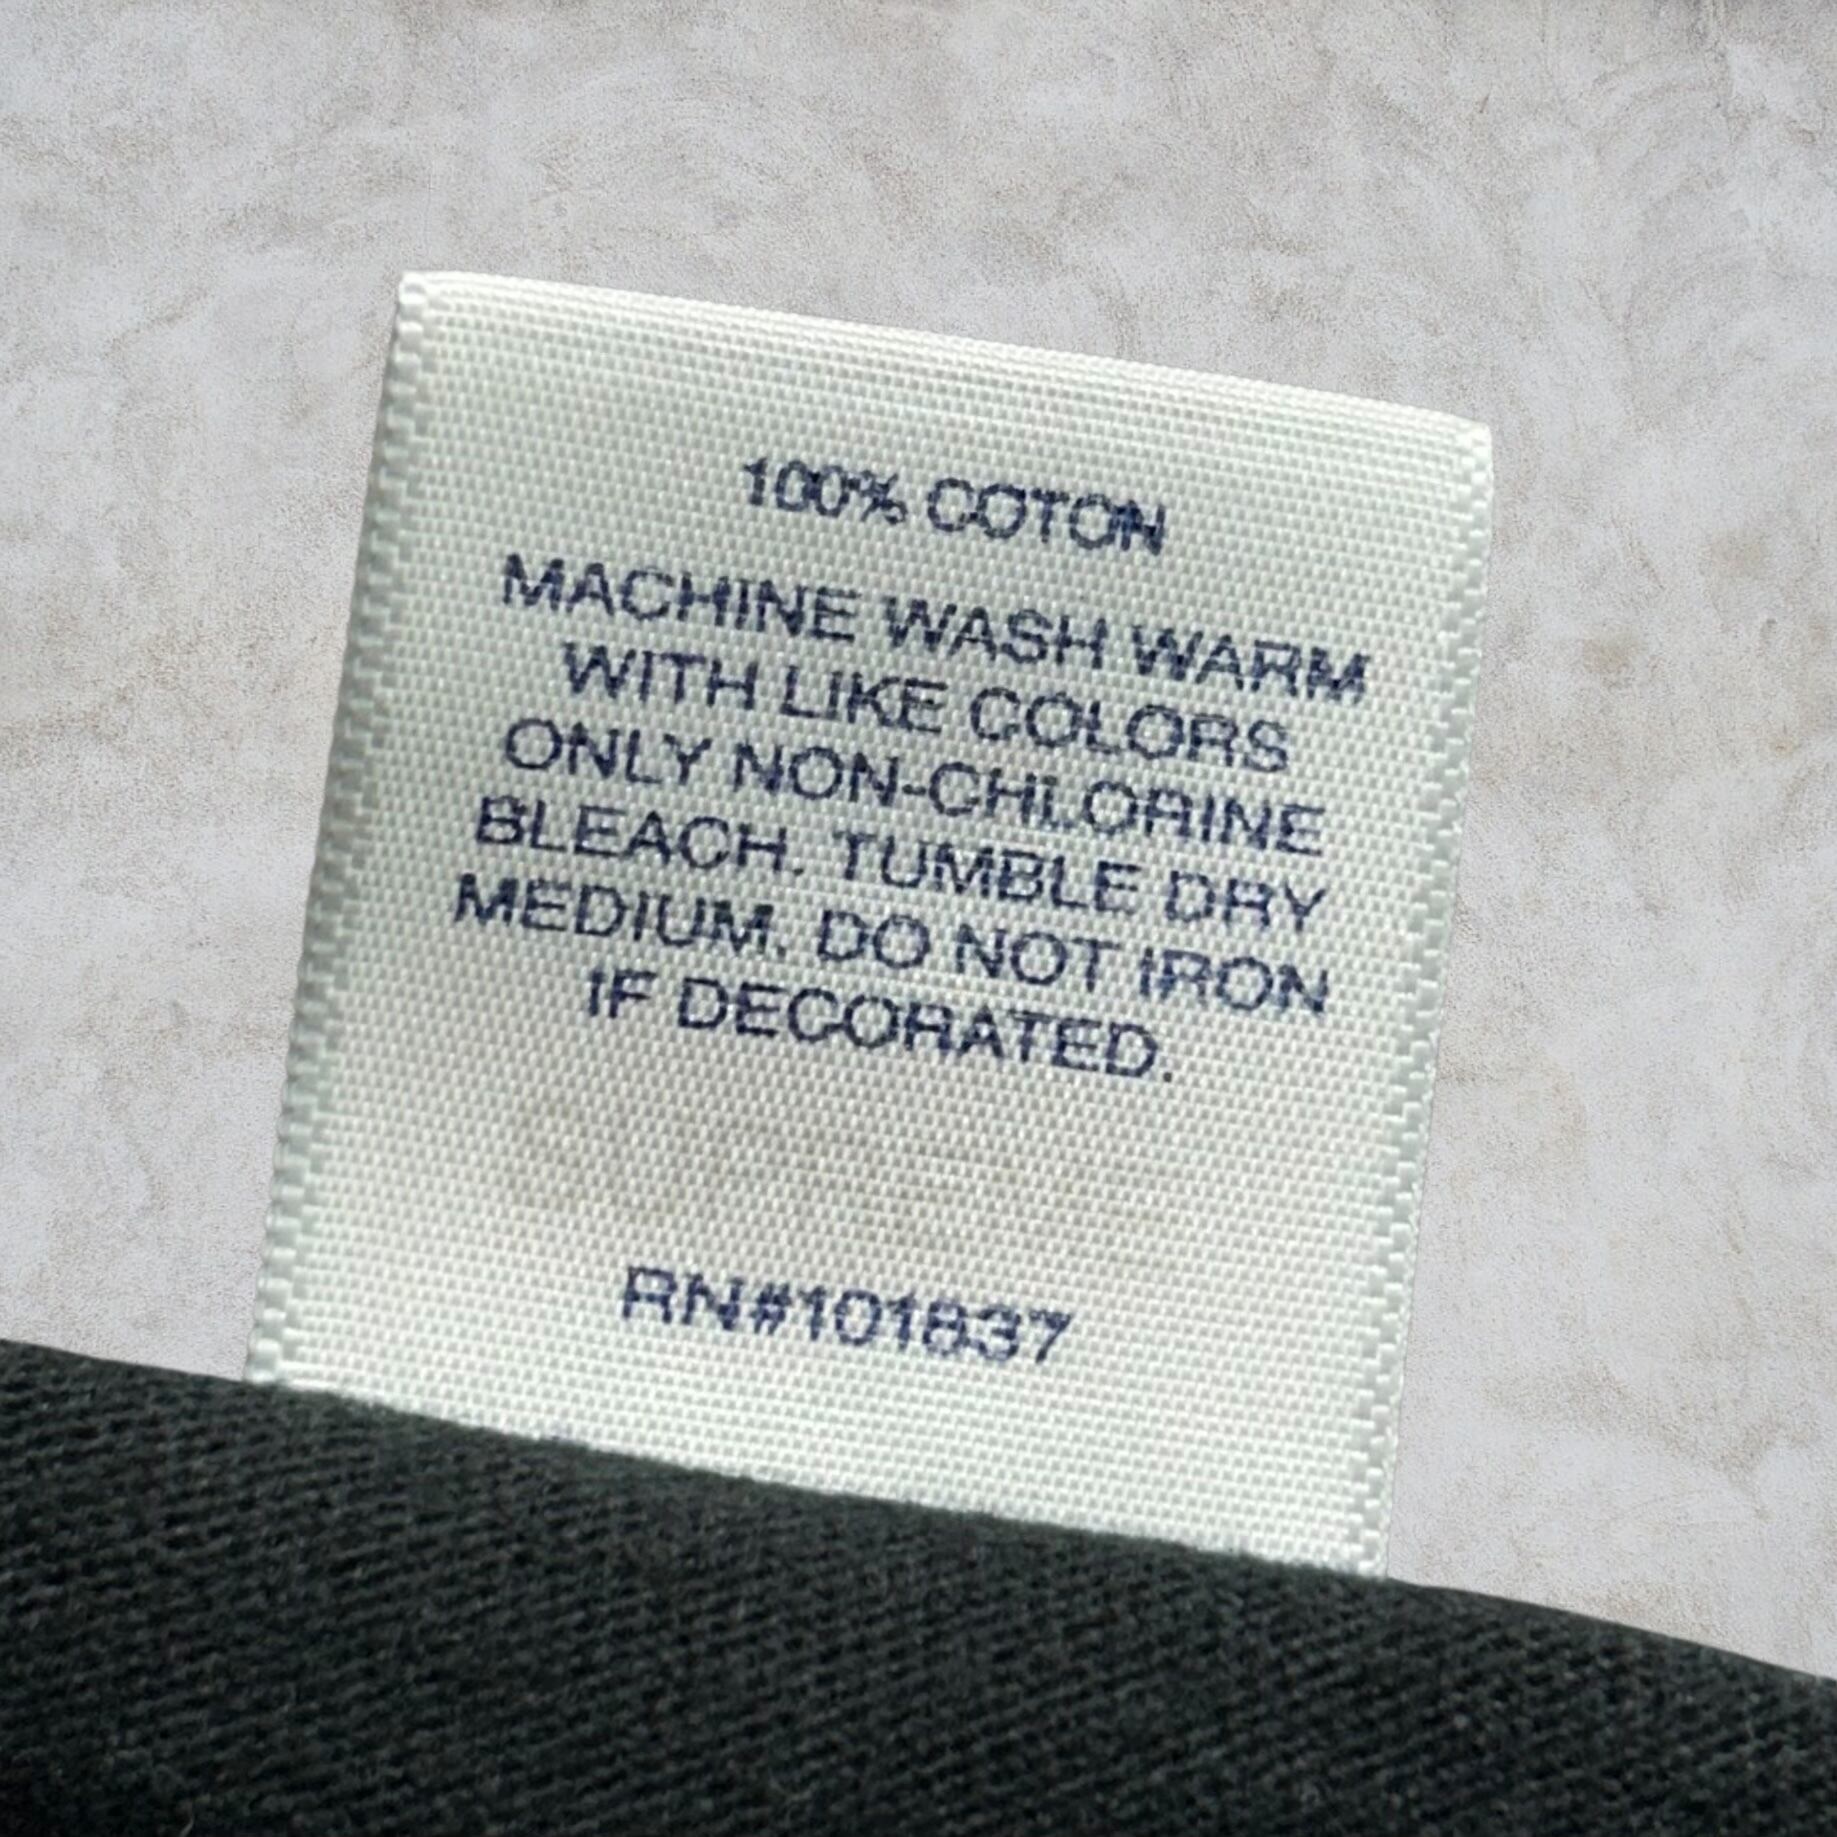 100% COTON
MACHINE WASH WARM
WITH LIKE COLORS
ONLY NON-CHLORINE
BLEACH. TUMBLE DRY
MEDIUM. DO NOT IRON
IF DECORATED.
RN#101837